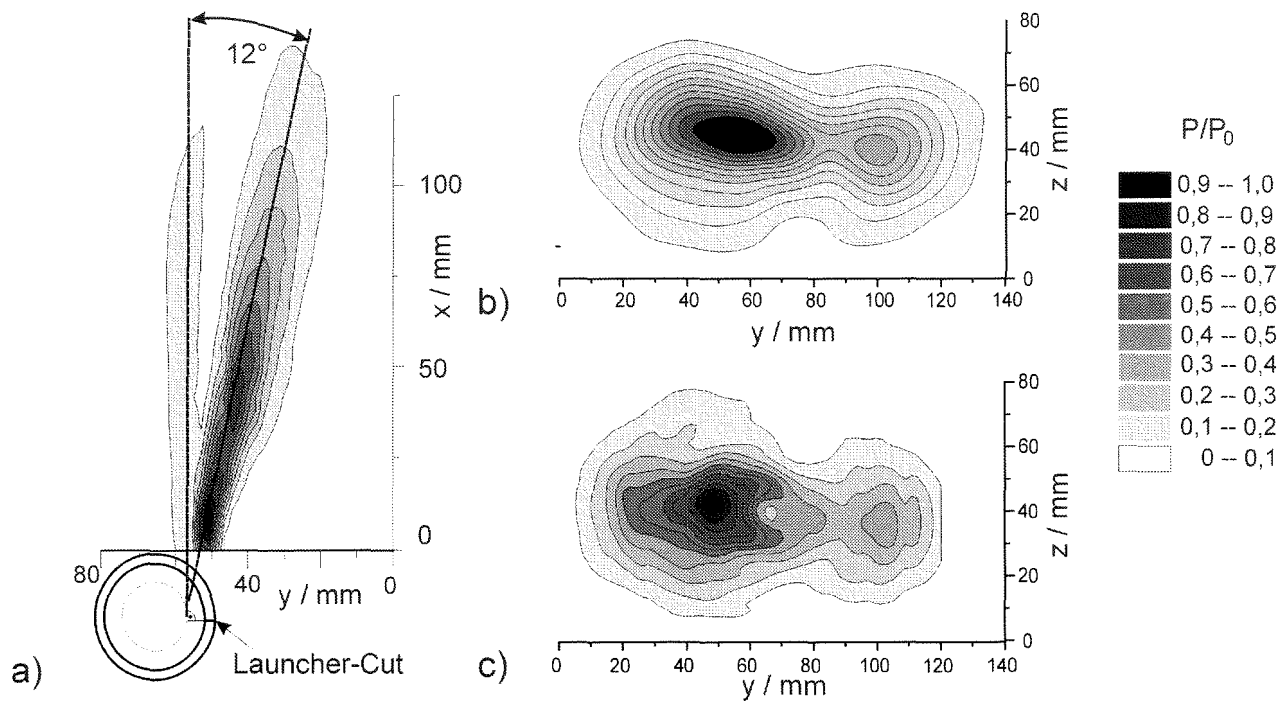 12°
100
50
0
x / mm
80
40
0
y / mm
Launcher-Cut
a)
80
60
40
20
0
z / mm
b)
0
20
40
60
80
100
120
140
y / mm
80
60
40
20
0
z / mm
c)
0
20
40
60
80
100
120
140
y / mm
P/P0
0,9 -- 1,0
0,8 -- 0,9
0,7 -- 0,8
0,6 -- 0,7
0,5 -- 0,6
0,4 -- 0,5
0,3 -- 0,4
0,2 -- 0,3
0,1 -- 0,2
0 -- 0,1